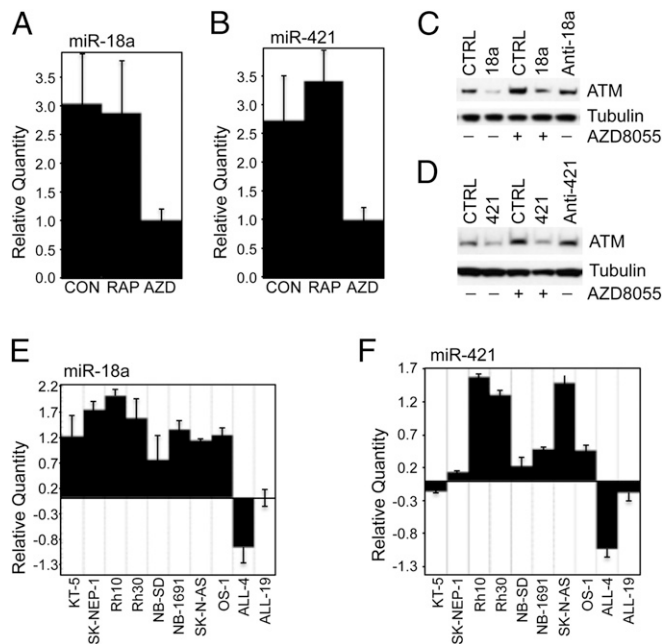 A
miR-18a
Relative Quantity
3.5
3.0
2.5
2.0
1.5
1.0
0.5
0.0
CON RAP AZD
B
miR-421
Relative Quantity
3.5
3.0
2.5
2.0
1.5
1.0
0.5
0.0
CON RAP AZD
C
CTRL 18a CTRL 18a Anti-18a
ATM
Tubulin
– – + + – AZD8055
D
CTRL 421 CTRL 421 Anti-421
ATM
Tubulin
– – + + – AZD8055
E
miR-18a
Relative Quantity
2.2
1.7
1.2
0.7
0.2
-0.3
-0.8
-1.3
KT-5 SK-NEP-1 Rh10 Rh30 NB-SD NB-1691 SK-N-AS OS-1 ALL-4 ALL-19
F
miR-421
Relative Quantity
1.7
1.2
0.7
0.2
-0.3
-0.8
-1.3
KT-5 SK-NEP-1 Rh10 Rh30 NB-SD NB-1691 SK-N-AS OS-1 ALL-4 ALL-19